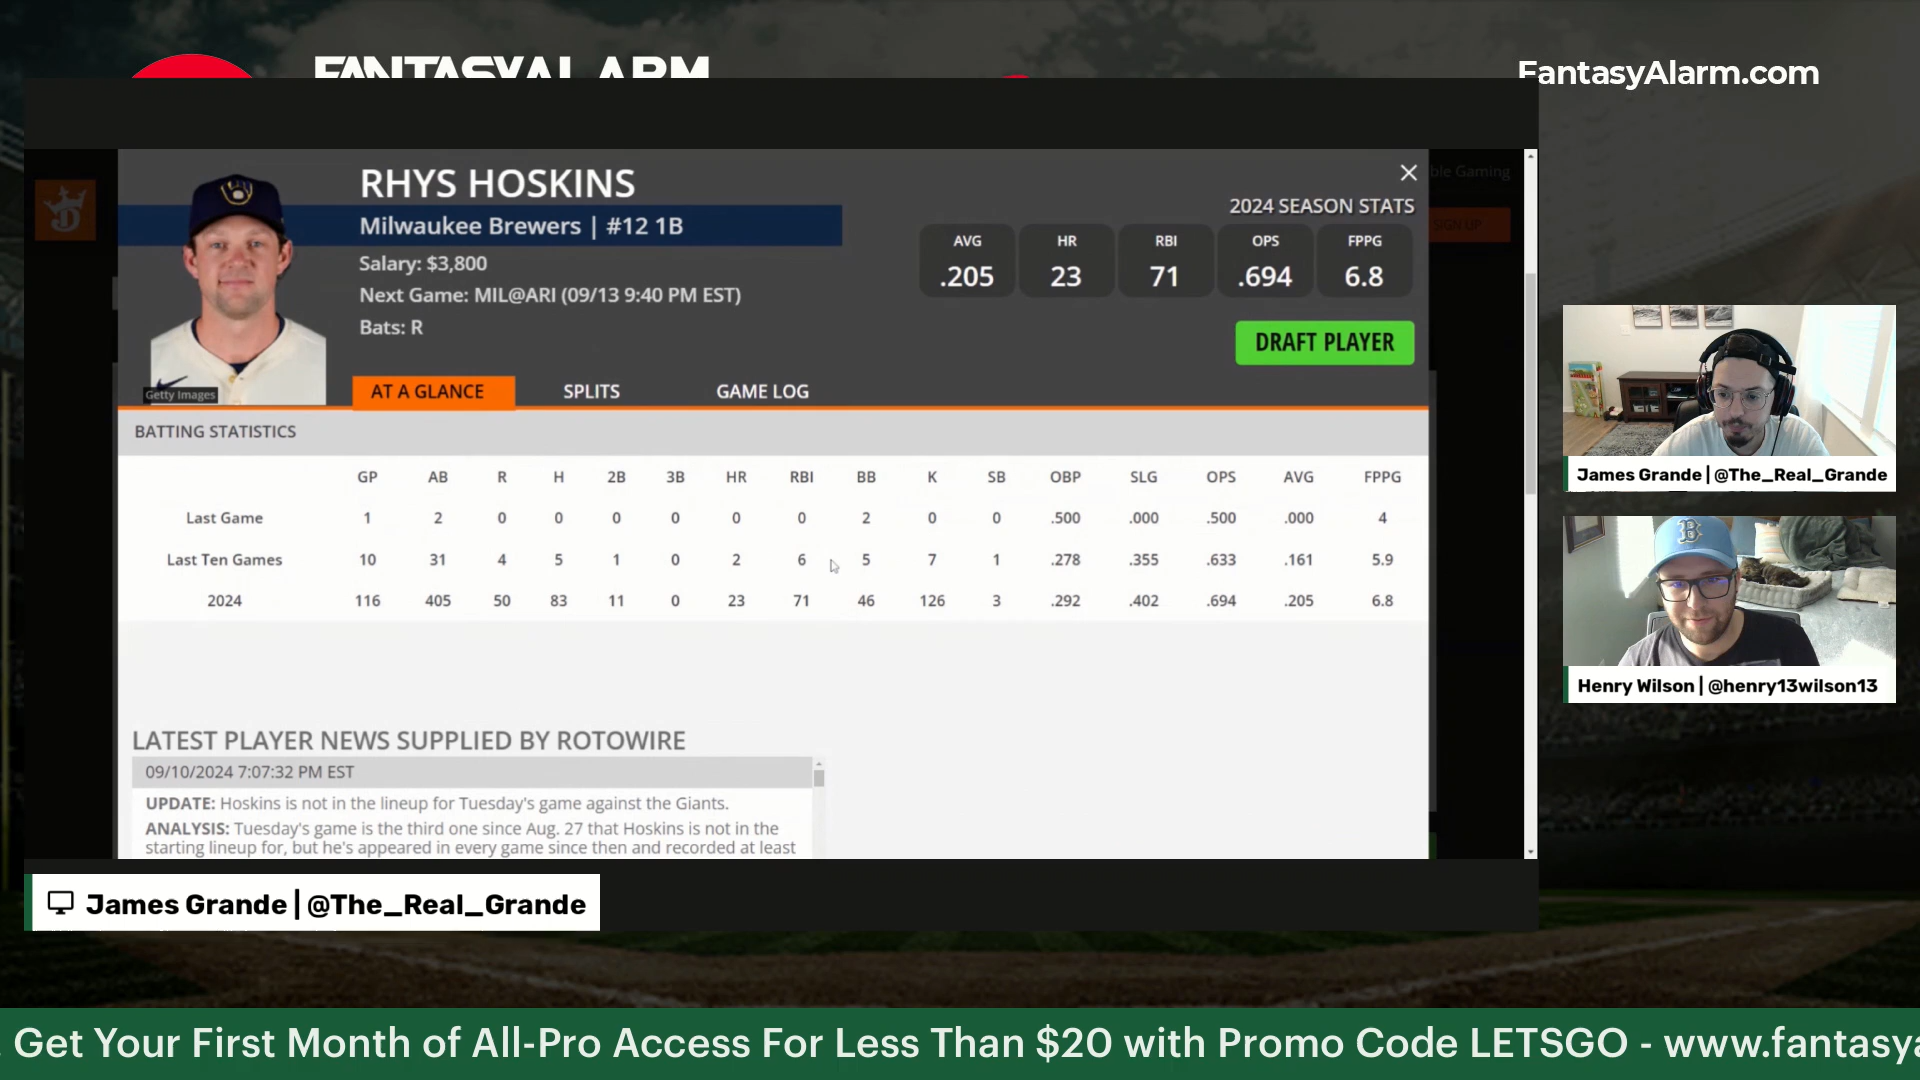 FANTASYALARM
FantasyAlarm.com
ble Gaming
SIGN UP
RHYS HOSKINS
Milwaukee Brewers | #12 1B
Salary: $3,800
Next Game: MIL@ARI (09/13 9:40 PM EST)
Bats: R
2024 SEASON STATS
AVG HR RBI OPS FPPG
.205 23 71 .694 6.8
DRAFT PLAYER
Getty Images
AT A GLANCE SPLITS GAME LOG
BATTING STATISTICS
GP AB R H 2B 3B HR RBI BB K SB OBP SLG OPS AVG FPPG
Last Game 1 2 0 0 0 0 0 0 2 0 0 .500 .000 .500 .000 4
Last Ten Games 10 31 4 5 1 0 2 6 5 7 1 .278 .355 .633 .161 5.9
2024 116 405 50 83 11 0 23 71 46 126 3 .292 .402 .694 .205 6.8
LATEST PLAYER NEWS SUPPLIED BY ROTOWIRE
09/10/2024 7:07:32 PM EST
UPDATE: Hoskins is not in the lineup for Tuesday's game against the Giants.
ANALYSIS: Tuesday's game is the third one since Aug. 27 that Hoskins is not in the
starting lineup for, but he's appeared in every game since then and recorded at least
James Grande | @The_Real_Grande
B
Henry Wilson | @henry13wilson13
James Grande | @The_Real_Grande
Get Your First Month of All-Pro Access For Less Than $20 with Promo Code LETSGO - www.fantasya